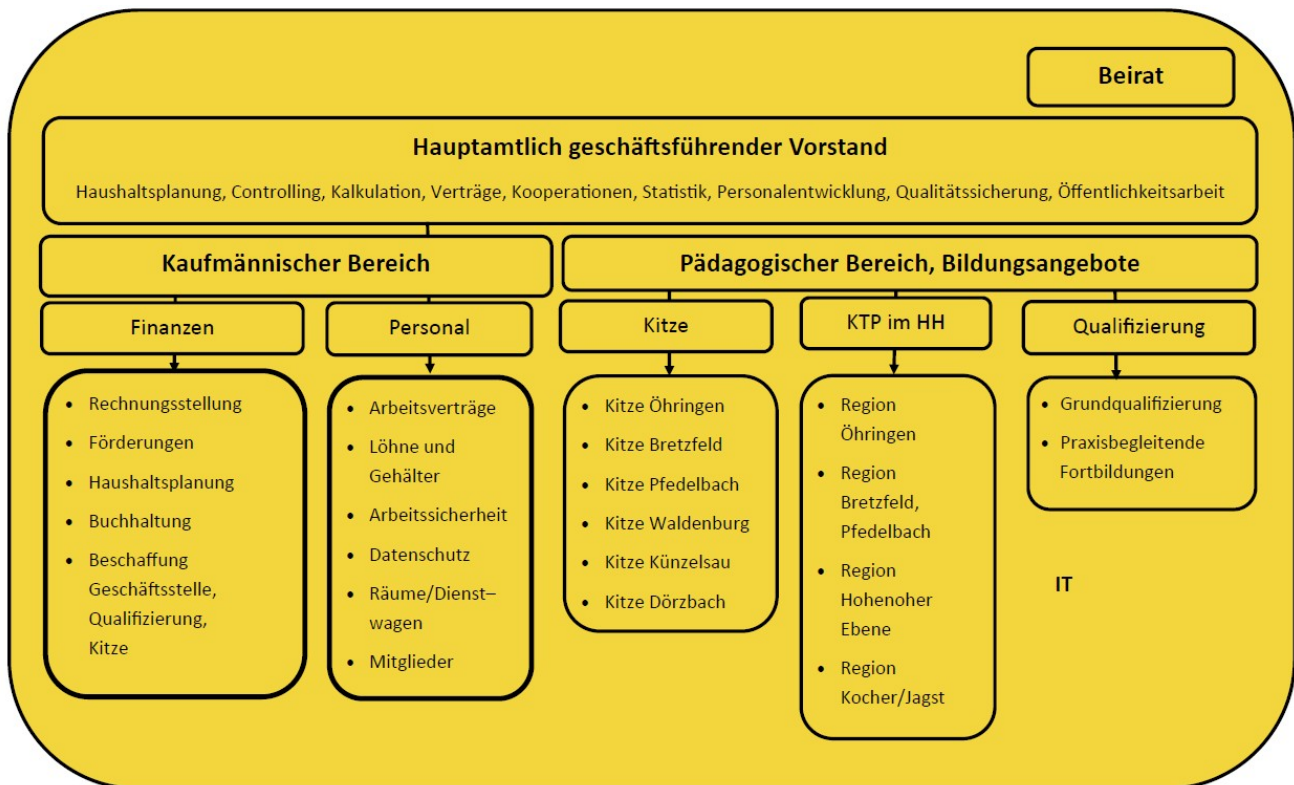 Beirat
Hauptamtlich geschäftsführender Vorstand
Haushaltsplanung, Controlling, Kalkulation, Verträge, Kooperationen, Statistik, Personalentwicklung, Qualitätssicherung, Öffentlichkeitsarbeit
Kaufmännischer Bereich
Pädagogischer Bereich, Bildungsangebote
Finanzen
Personal
Kitze
KTP im HH
Qualifizierung
• Rechnungsstellung
• Förderungen
• Haushaltsplanung
• Buchhaltung
• Beschaffung
Geschäftsstelle,
Qualifizierung,
Kitze
• Arbeitsverträge
• Löhne und
Gehälter
• Arbeitssicherheit
• Datenschutz
• Räume/Dienst–
wagen
• Mitglieder
• Kitze Öhringen
• Kitze Bretzfeld
• Kitze Pfedelbach
• Kitze Waldenburg
• Kitze Künzelsau
• Kitze Dörzbach
• Region
Öhringen
• Region
Bretzfeld,
Pfedelbach
• Region
Hohenoher
Ebene
• Region
Kocher/Jagst
• Grundqualifizierung
• Praxisbegleitende
Fortbildungen
IT